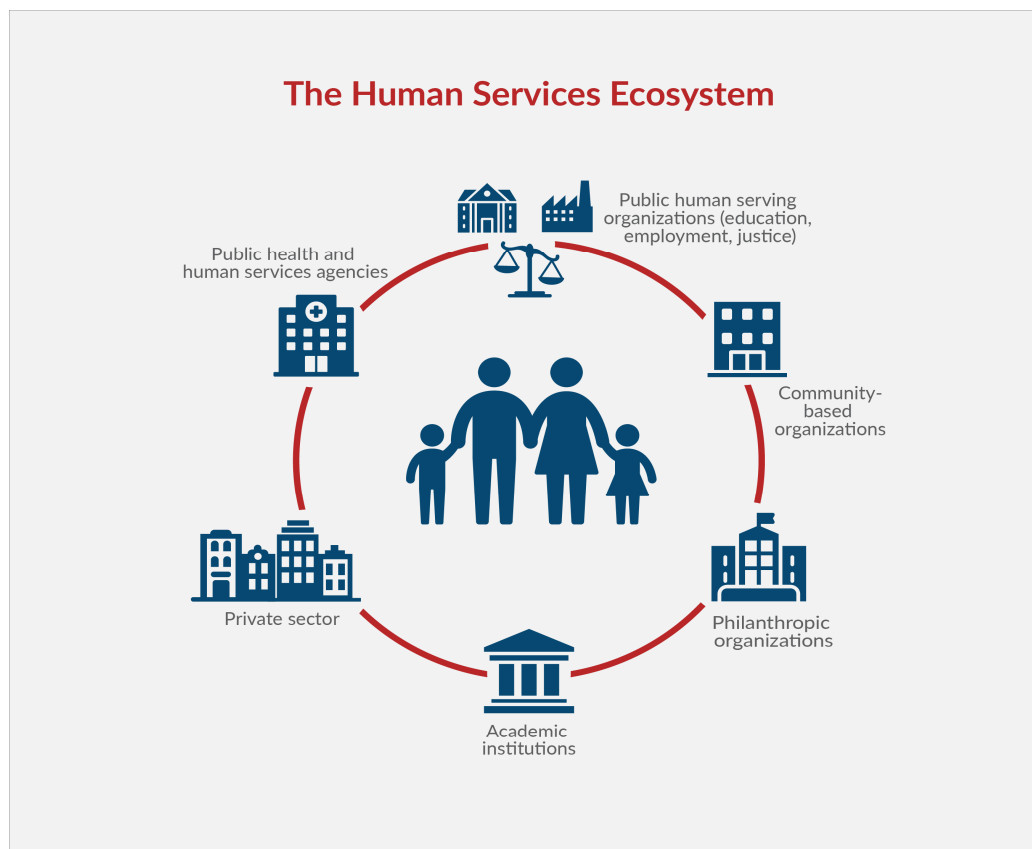 The Human Services Ecosystem
Public human serving
organizations (education,
employment, justice)
Public health and
human services agencies
Community-
based
organizations
Private sector
Philanthropic
organizations
Academic
institutions